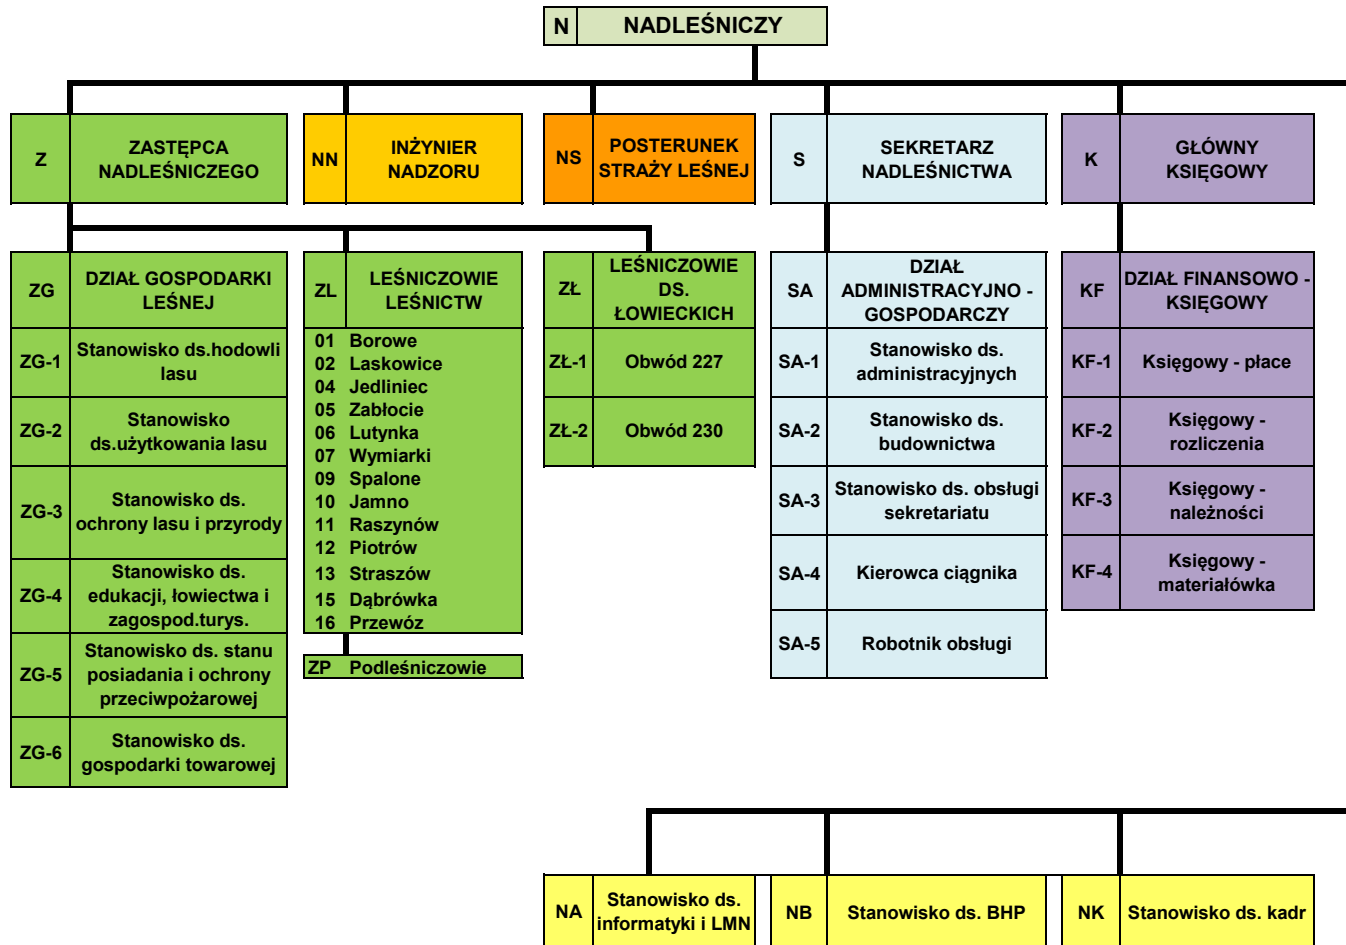 N NADLEŚNICZY
Z ZASTĘPCA
NADLEŚNICZEGO
NN INŻYNIER
NADZORU
NS POSTERUNEK
STRAŻY LEŚNEJ
S SEKRETARZ
NADLEŚNICTWA
K GŁÓWNY
KSIĘGOWY
ZG DZIAŁ GOSPODARKI
LEŚNEJ
ZG-1 Stanowisko ds.hodowli
lasu
ZG-2 Stanowisko
ds.użytkowania lasu
ZG-3 Stanowisko ds.
ochrony lasu i przyrody
ZG-4 Stanowisko ds.
edukacji, łowiectwa i
zagospod.turys.
ZG-5 Stanowisko ds. stanu
posiadania i ochrony
przeciwpożarowej
ZG-6 Stanowisko ds.
gospodarki towarowej
ZL LEŚNICZOWIE
LEŚNICTW
01 Borowe
02 Laskowice
04 Jedliniec
05 Zabłocie
06 Lutynka
07 Wymiarki
09 Spalone
10 Jamno
11 Raszynów
12 Piotrów
13 Straszów
15 Dąbrówka
16 Przewóz
ZP Podleśniczowie
ZŁ LEŚNICZOWIE
DS.
ŁOWIECKICH
ZŁ-1 Obwód 227
ZŁ-2 Obwód 230
SA DZIAŁ
ADMINISTRACYJNO -
GOSPODARCZY
SA-1 Stanowisko ds.
administracyjnych
SA-2 Stanowisko ds.
budownictwa
SA-3 Stanowisko ds. obsługi
sekretariatu
SA-4 Kierowca ciągnika
SA-5 Robotnik obsługi
KF DZIAŁ FINANSOWO -
KSIĘGOWY
KF-1 Księgowy - płace
KF-2 Księgowy -
rozliczenia
KF-3 Księgowy -
należności
KF-4 Księgowy -
materiałówka
NA Stanowisko ds.
informatyki i LMN
NB Stanowisko ds. BHP
NK Stanowisko ds. kadr